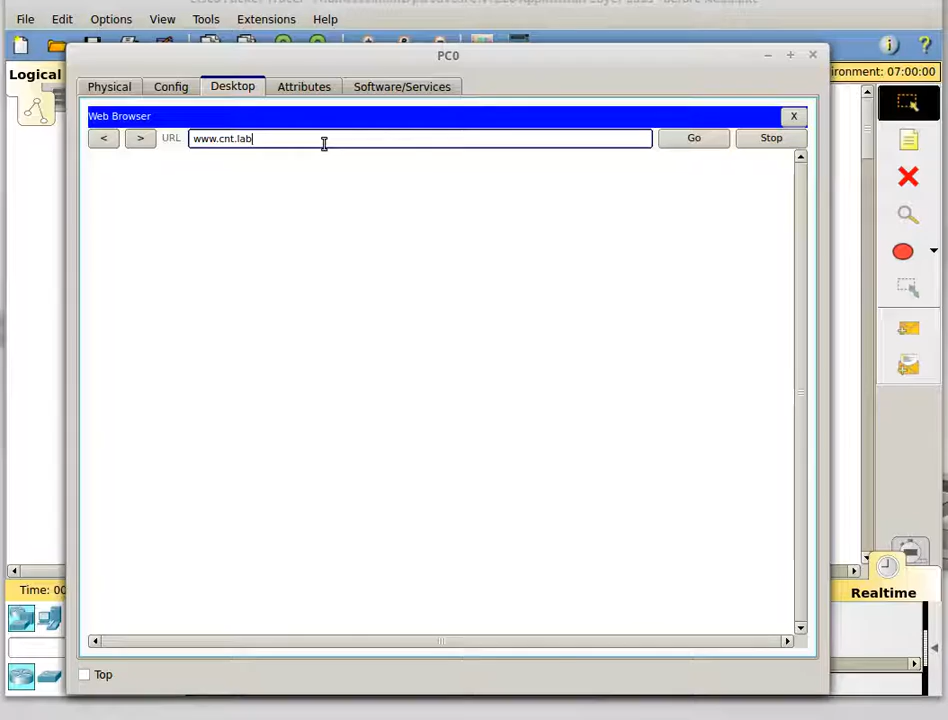 File Edit Options View Tools Extensions Help
PC0
Logical
ironment: 07:00:00
Physical Config Desktop Attributes Software/Services
Web Browser X
< > URL www.cnt.lab Go Stop
Time: 00
Realtime
Top